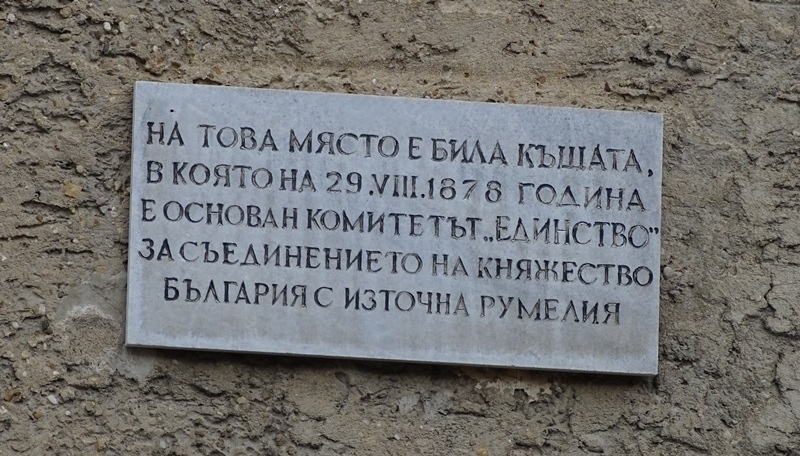 НА ТОВА МЯСТО Е БИЛА КЪЩАТА,
В КОЯТО НА 29.VIII.1878 ГОДИНА
Е ОСНОВАН КОМИТЕТЪТ „ЕДИНСТВО”
ЗА СЪЕДИНЕНИЕТО НА КНЯЖЕСТВО
БЪЛГАРИЯ С ИЗТОЧНА РУМЕЛИЯ